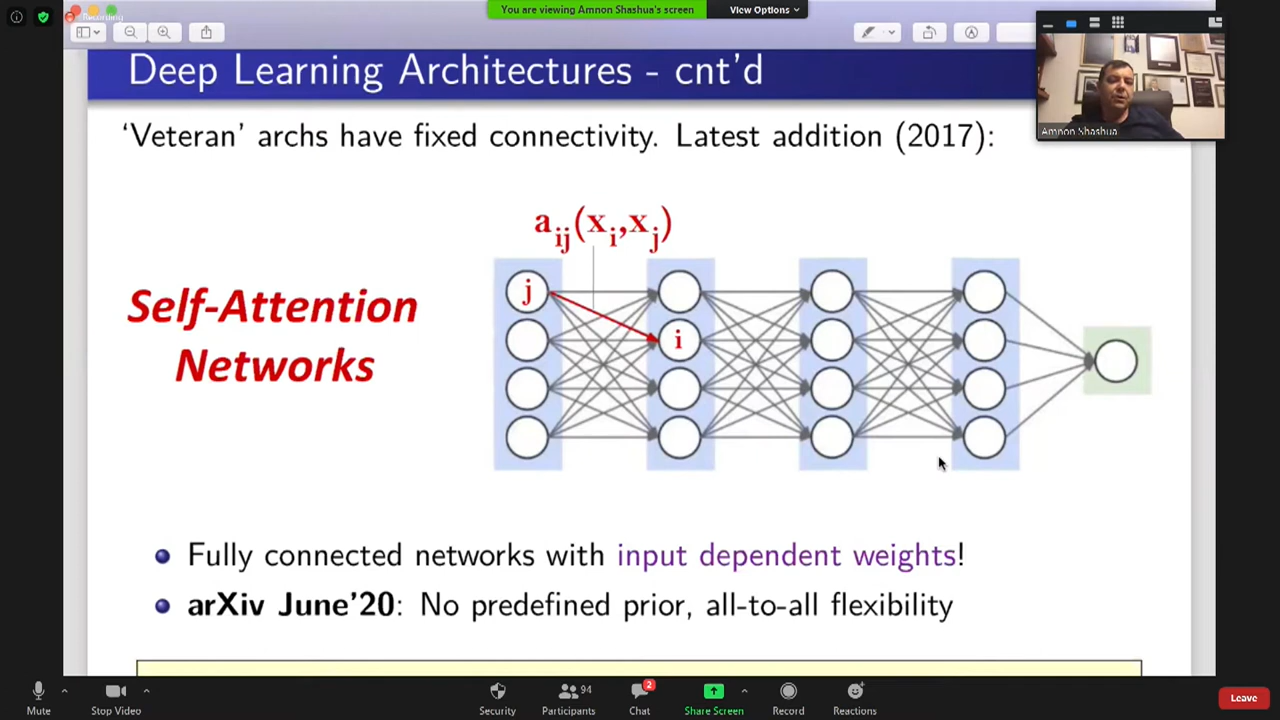 Recording
You are viewing Amnon Shashua's screen
View Options
Deep Learning Architectures - cnt'd
Amnon Shashua
‘Veteran’ archs have fixed connectivity. Latest addition (2017):
a_ij(x_i,x_j)
Self-Attention
Networks
j
i
Fully connected networks with input dependent weights!
arXiv June'20: No predefined prior, all-to-all flexibility
Mute
Stop Video
Security
Participants
94
Chat
2
Share Screen
Record
Reactions
Leave